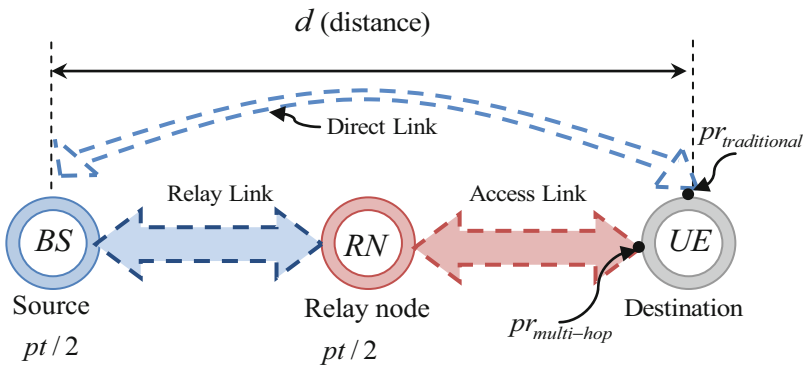 d (distance)
Direct Link
pr_traditional
Relay Link
Access Link
BS
RN
UE
Source
Relay node
Destination
pr_multi−hop
pt / 2
pt / 2